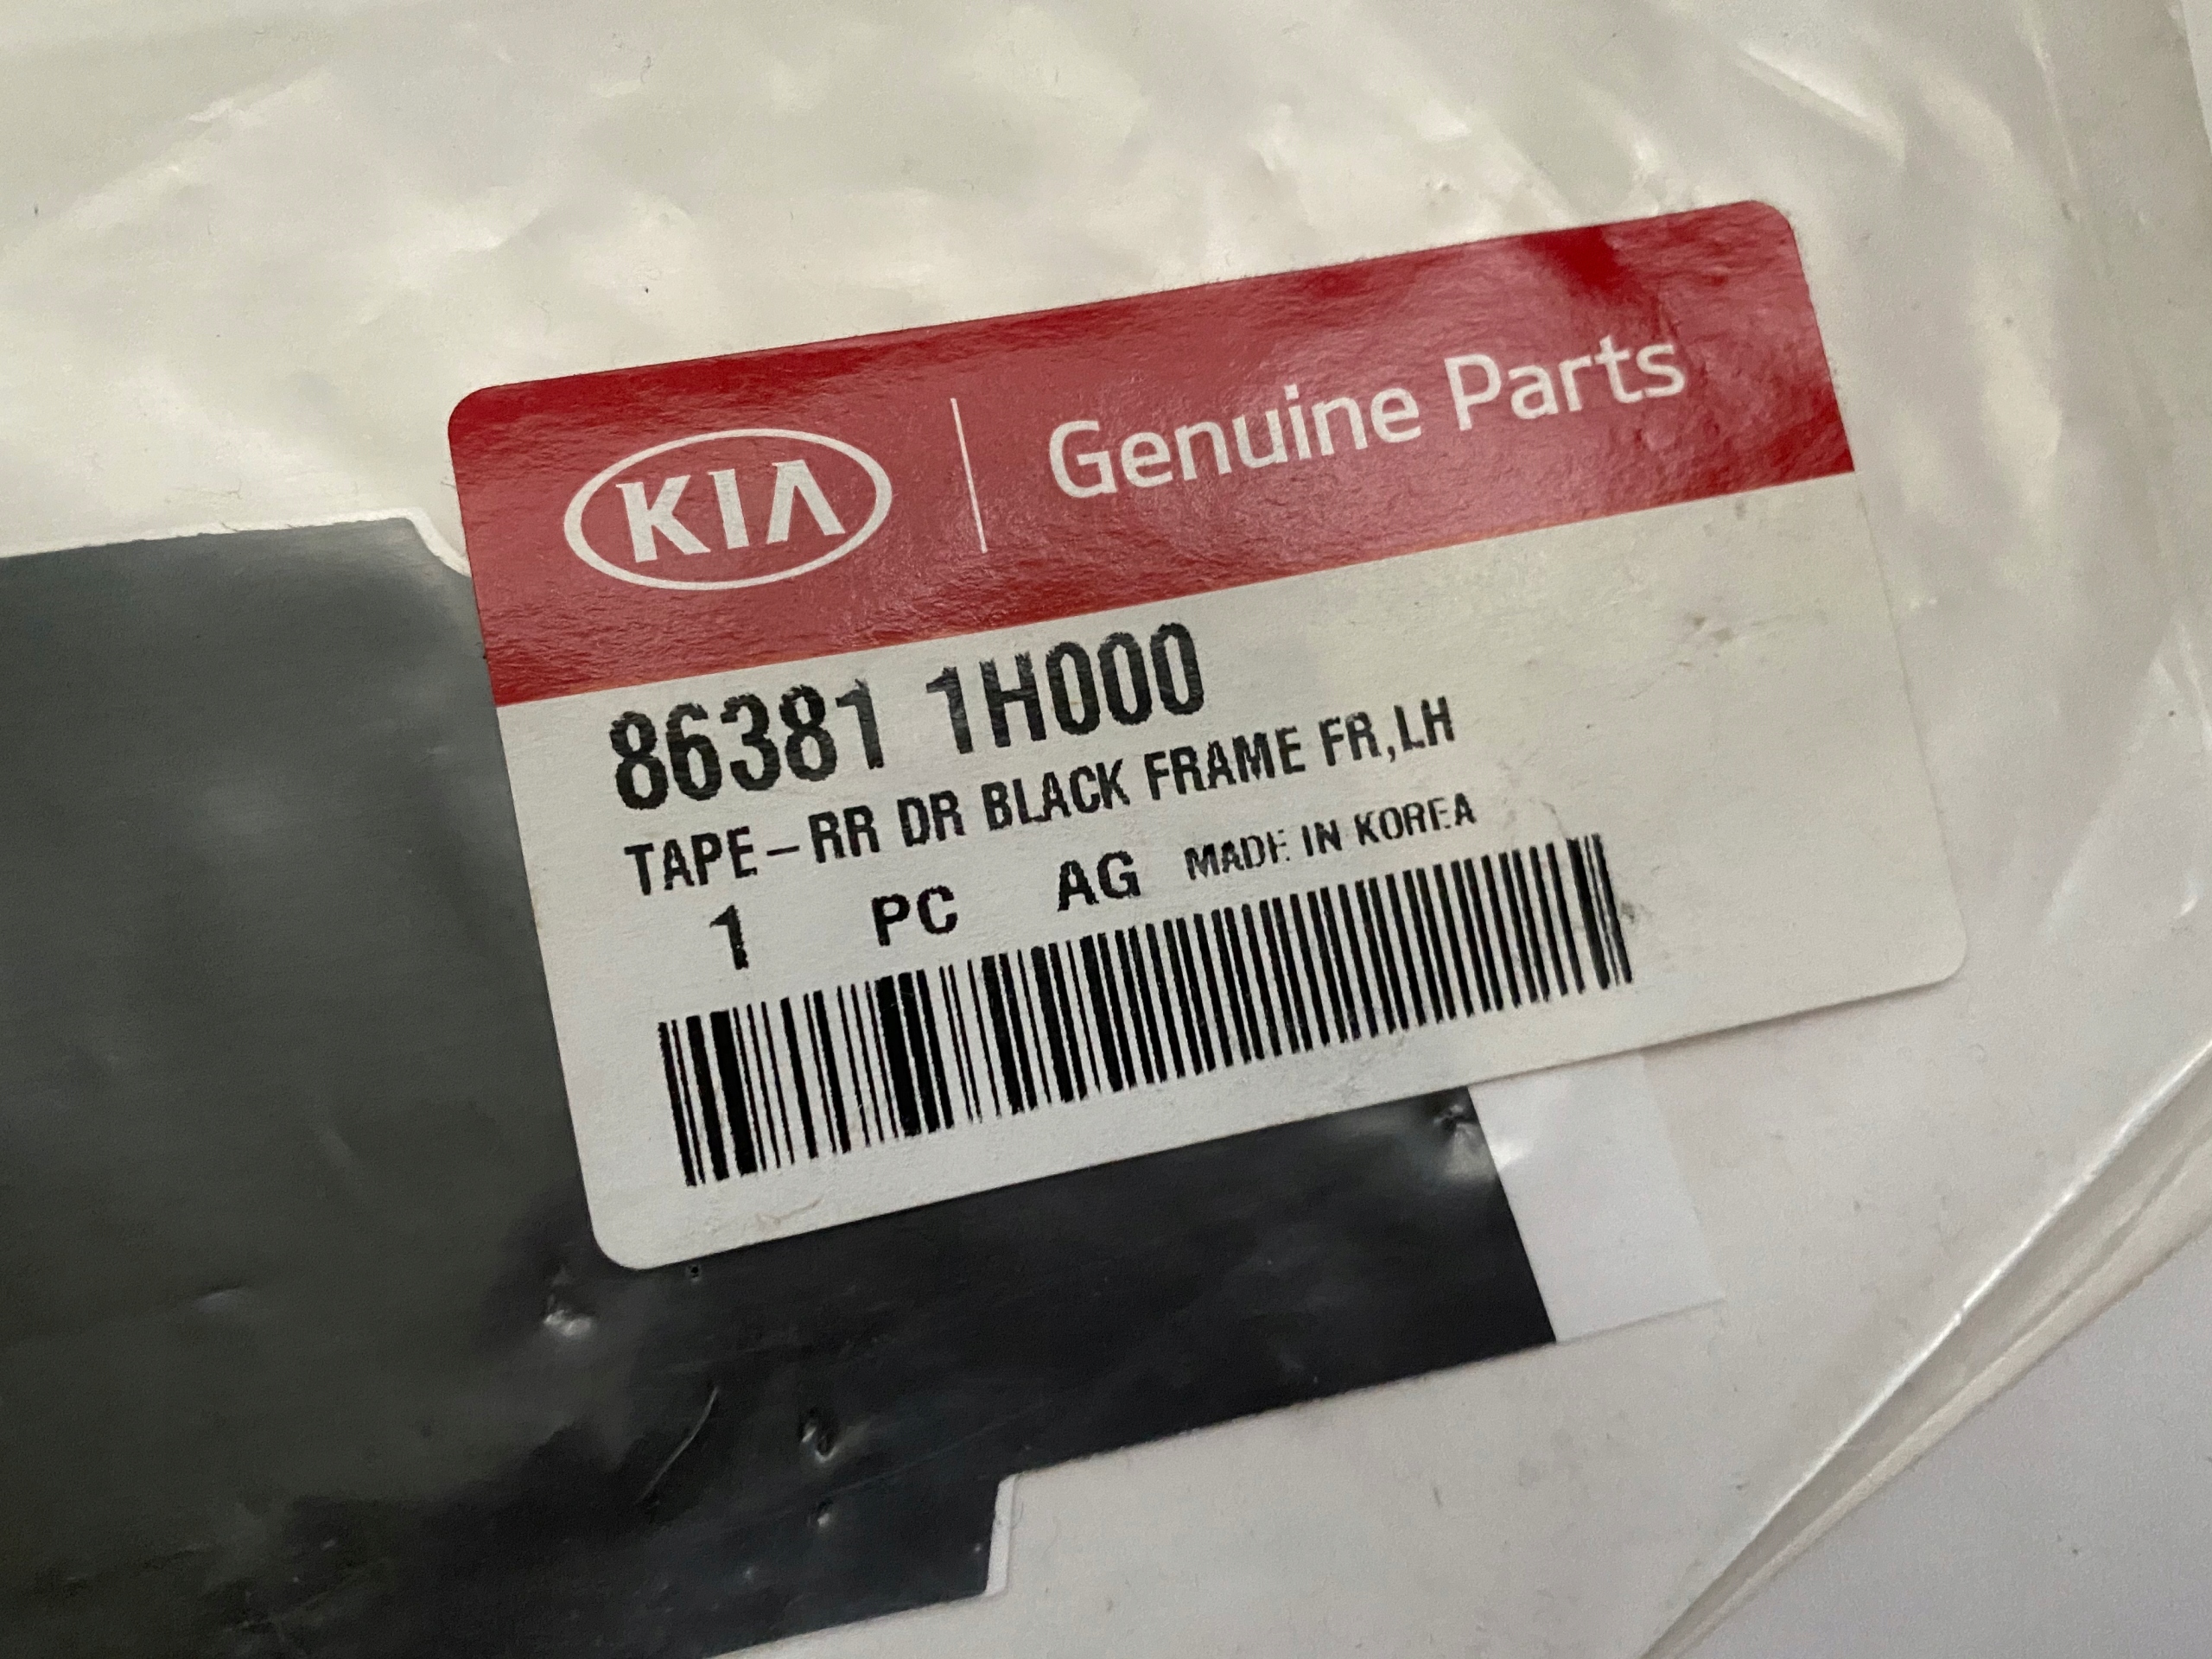 KIA Genuine Parts
86381 1H000
TAPE-RR DR BLACK FRAME FR,LH
1 PC AG MADE IN KOREA